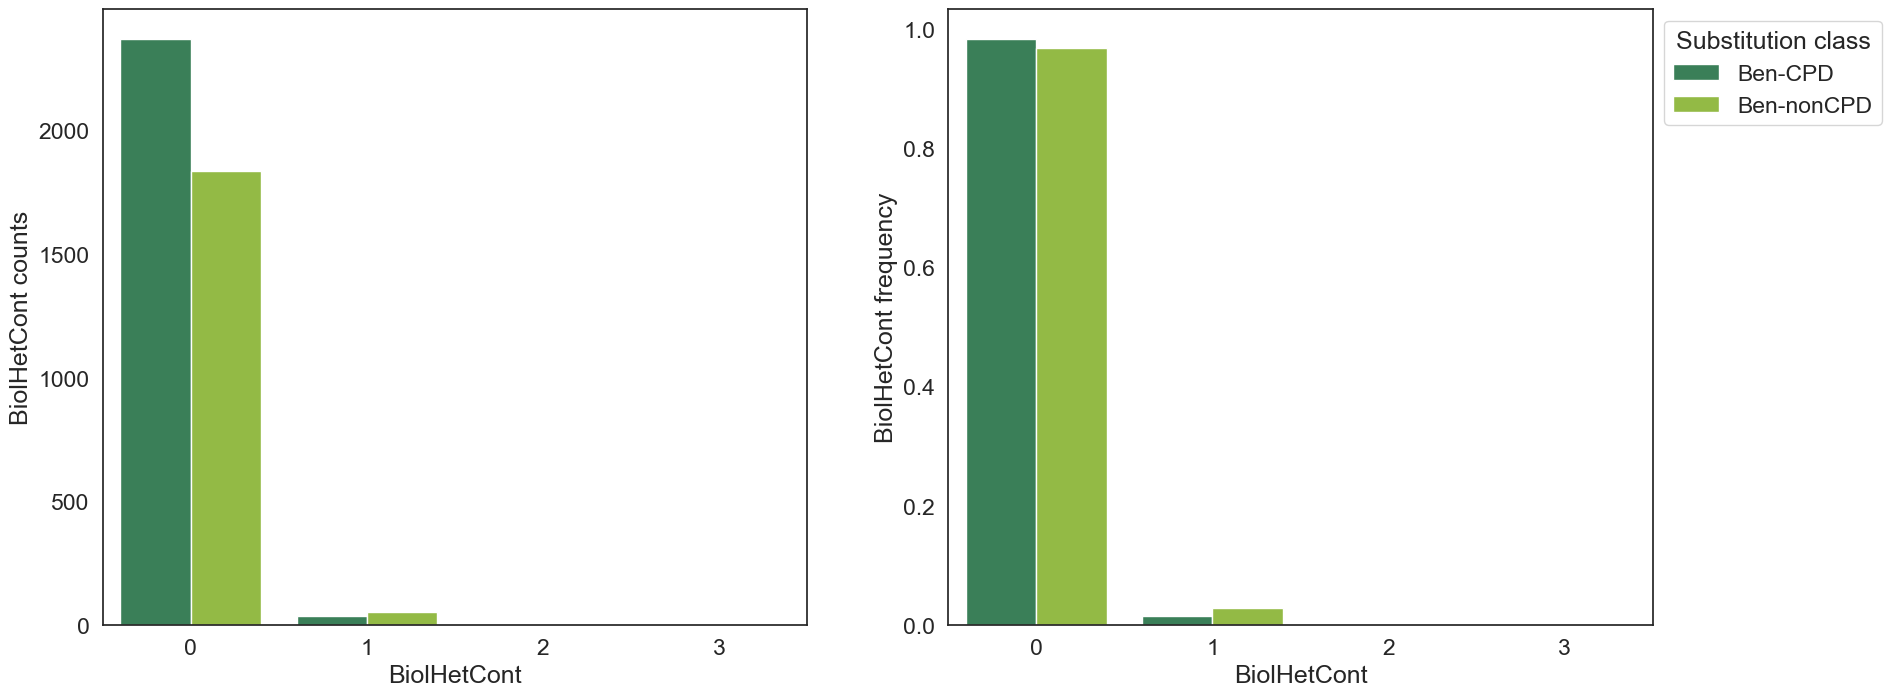 BiolHetCont counts
2000
1500
1000
500
0
0 1 2 3
BiolHetCont
BiolHetCont frequency
1.0
0.8
0.6
0.4
0.2
0.0
0 1 2 3
BiolHetCont
Substitution class
Ben-CPD
Ben-nonCPD